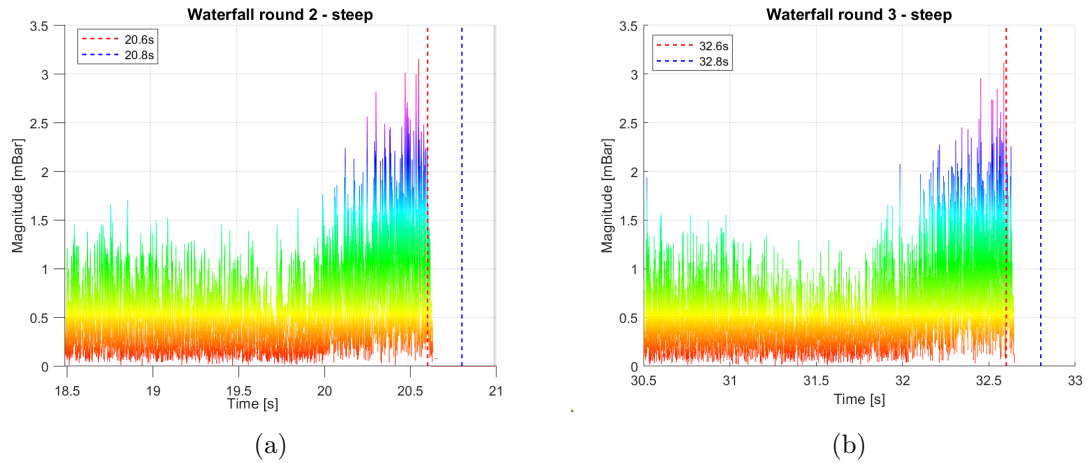 Waterfall round 2 - steep
3.5
3
2.5
2
1.5
1
0.5
0
Magnitude [mBar]
20.6s
20.8s
18.5 19 19.5 20 20.5 21
Time [s]
(a)
Waterfall round 3 - steep
3.5
3
2.5
2
1.5
1
0.5
0
Magnitude [mBar]
32.6s
32.8s
30.5 31 31.5 32 32.5 33
Time [s]
(b)